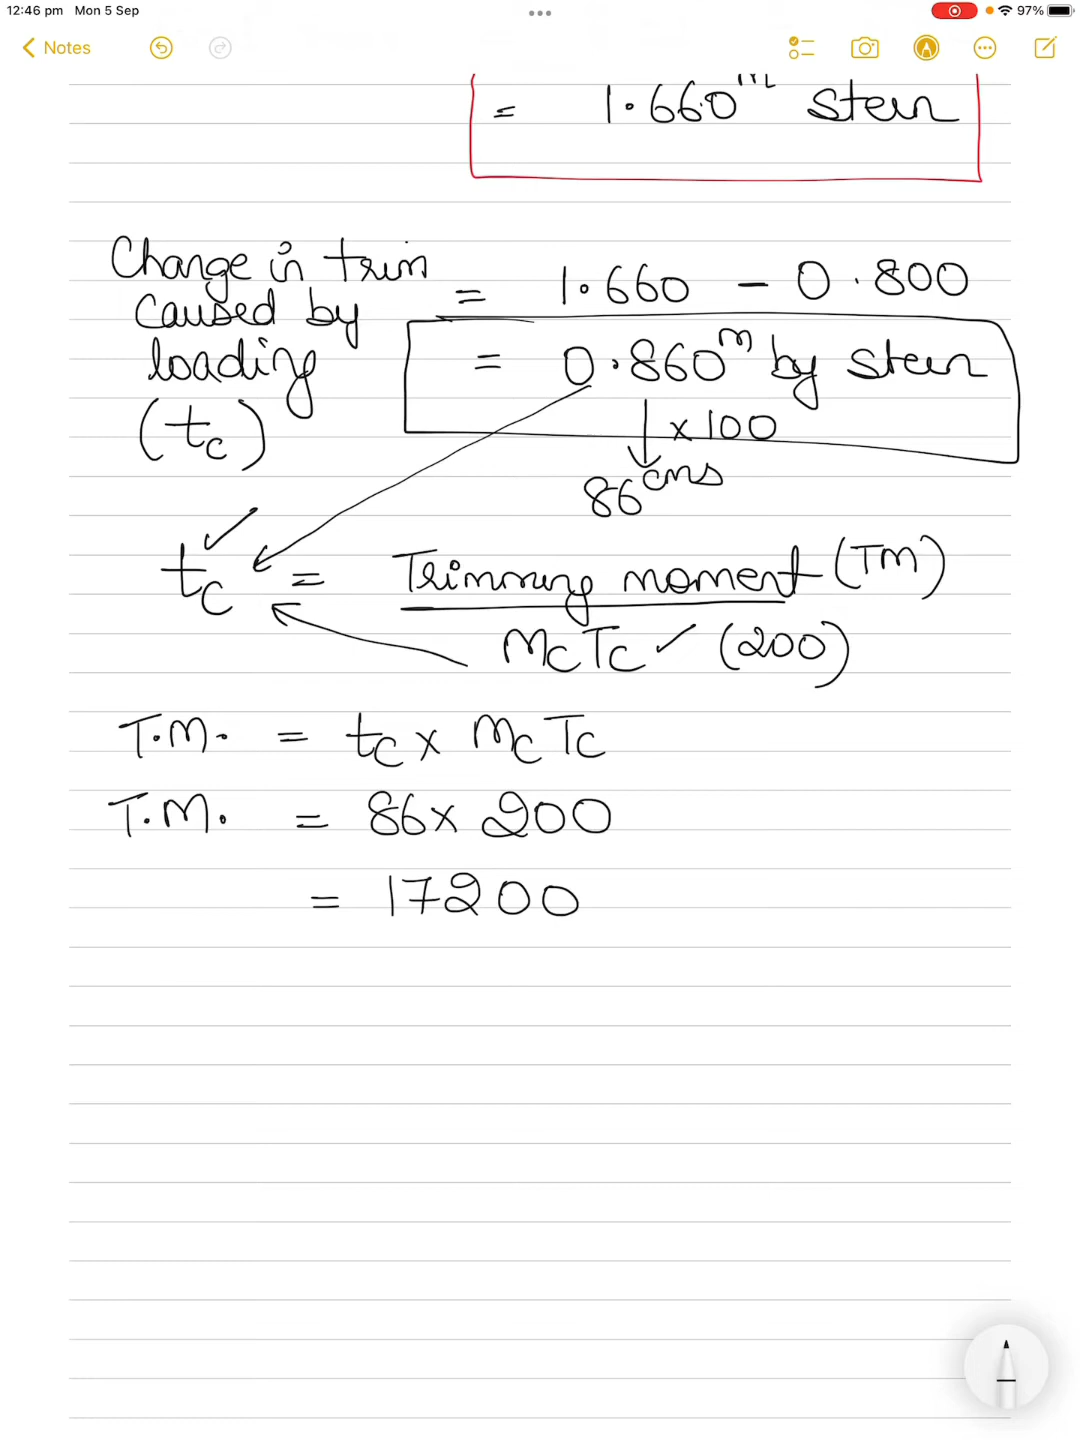 12:46 pm Mon 5 Sep
97%
Notes
= 1.660m stern
Change in trim = 1.660 - 0.800
caused by
loading = 0.860m by stern
(tc) ↓ x100
86cms
tc = Trimming moment (TM)
MCTC ✓ (200)
T.M. = tc x MCTC
T.M. = 86 x 200
= 17200